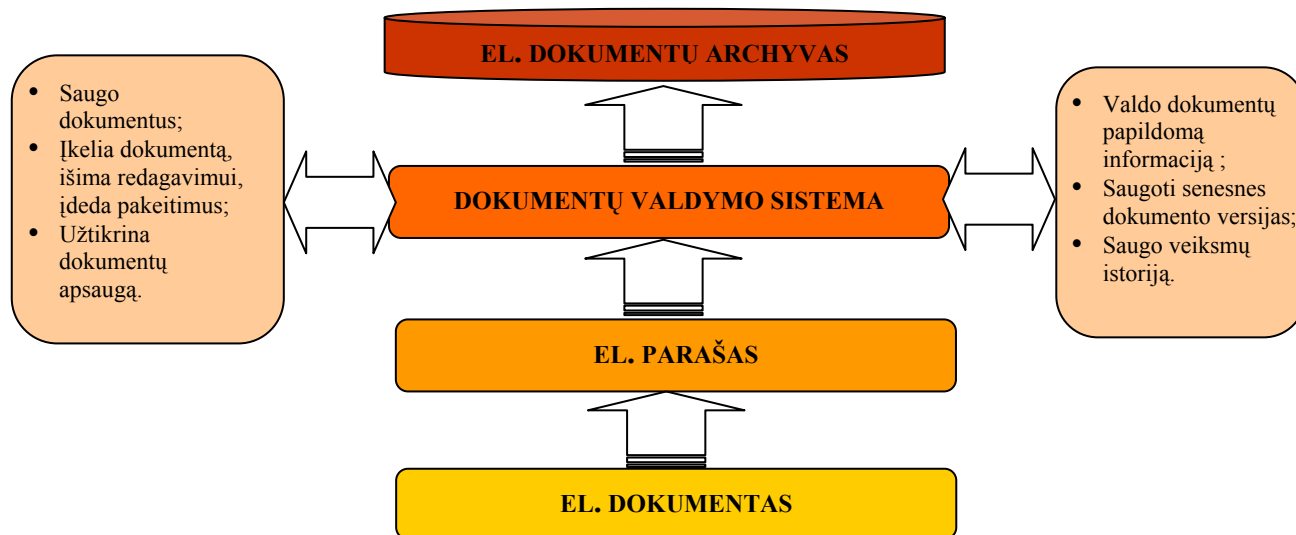 EL. DOKUMENTŲ ARCHYVAS
• Saugo
dokumentus;
• Įkelia dokumentą,
išima redagavimui,
įdeda pakeitimus;
• Užtikrina
dokumentų
apsaugą.
DOKUMENTŲ VALDYMO SISTEMA
• Valdo dokumentų
papildomą
informaciją ;
• Saugoti senesnes
dokumento versijas;
• Saugo veiksmų
istoriją.
EL. PARAŠAS
EL. DOKUMENTAS